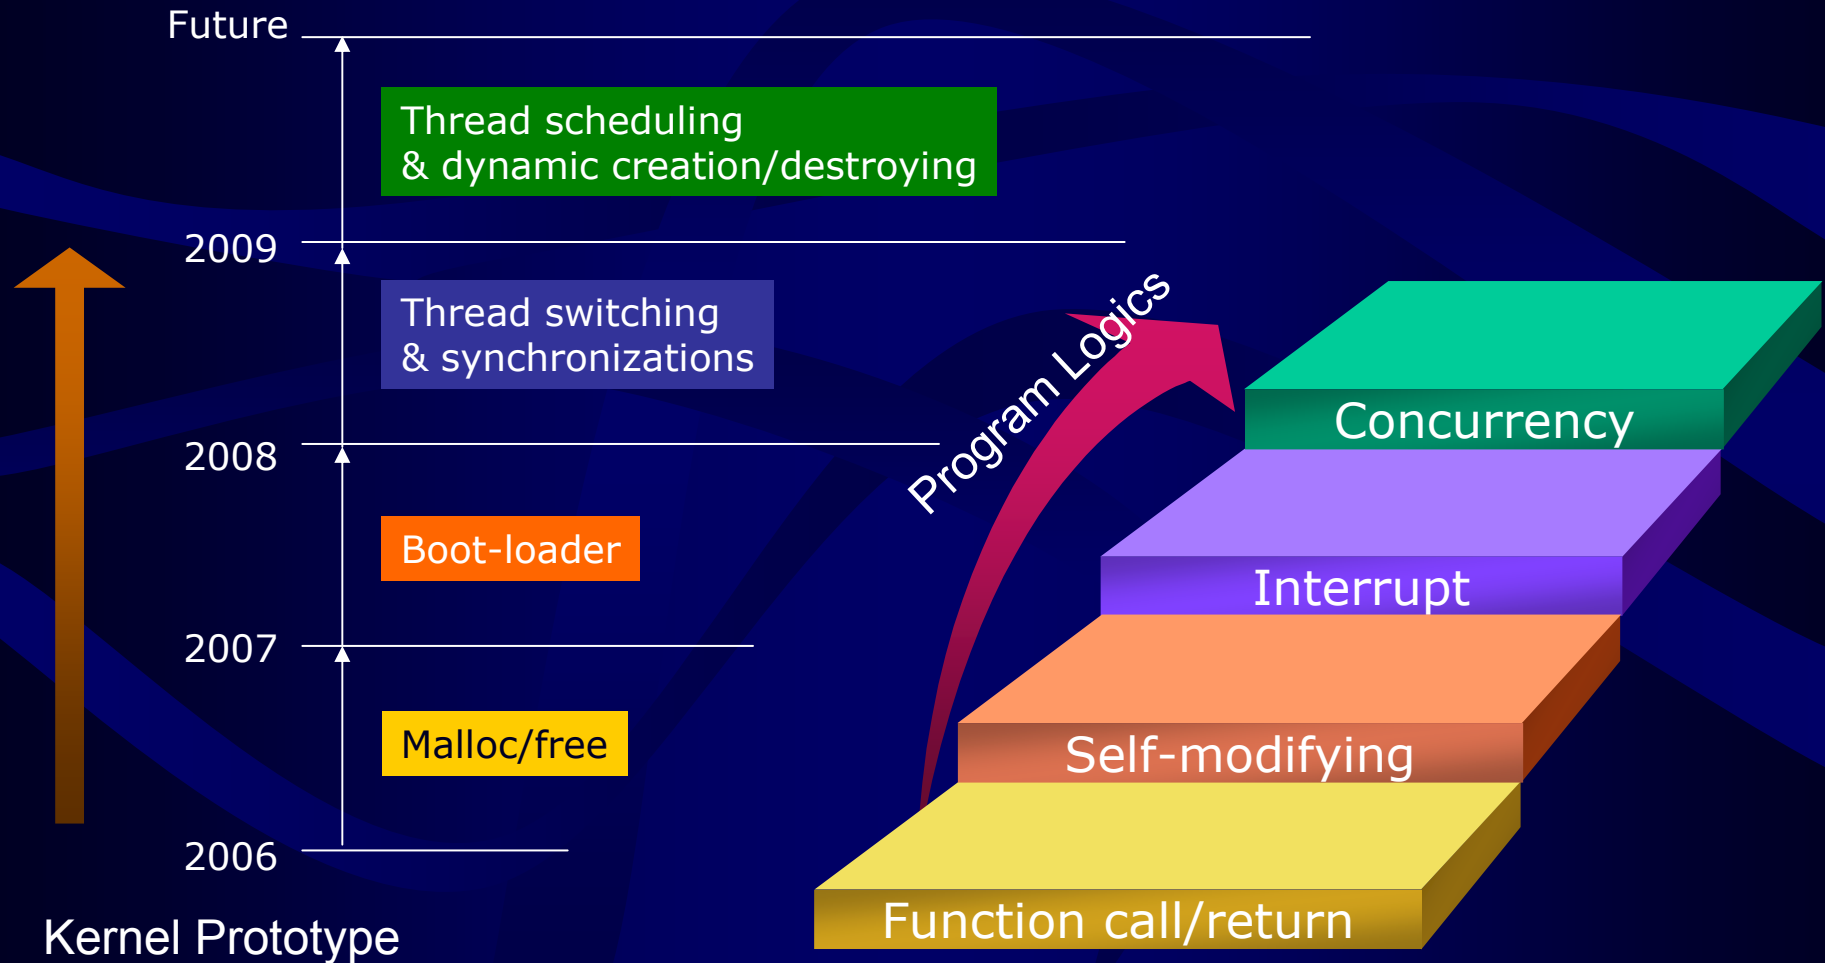 Future
Thread scheduling
& dynamic creation/destroying
2009
Thread switching
& synchronizations
2008
Boot-loader
2007
Malloc/free
2006
Kernel Prototype
Program Logics
Concurrency
Interrupt
Self-modifying
Function call/return